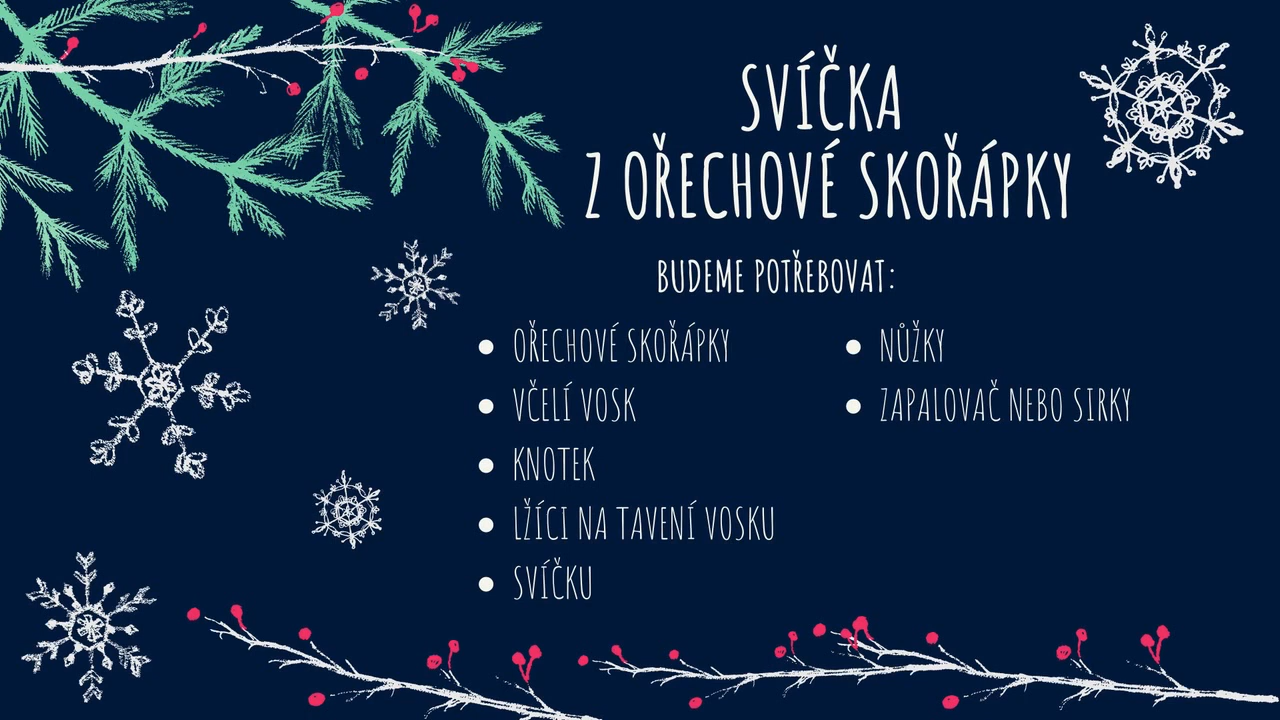 SVÍČKA
Z OŘECHOVÉ SKOŘÁPKY
BUDEME POTŘEBOVAT:
• OŘECHOVÉ SKOŘÁPKY
• VČELÍ VOSK
• KNOTEK
• LŽÍCI NA TAVENÍ VOSKU
• SVÍČKU
• NŮŽKY
• ZAPALOVAČ NEBO SIRKY